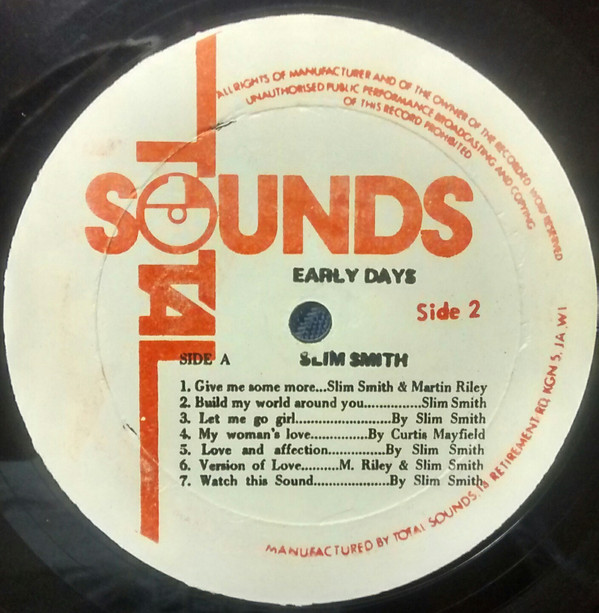 ALL RIGHTS OF MANUFACTURER AND OF THE OWNER OF THE RECORDED WORK RESERVED
UNAUTHORISED PUBLIC PERFORMANCE BROADCASTING AND COPYING
OF THIS RECORD PROHIBITED
TOTAL
SOUNDS
EARLY DAYS
Side 2
SIDE A
SLIM SMITH
1. Give me some more...Slim Smith & Martin Riley
2. Build my world around you..............Slim Smith
3. Let me go girl........................By Slim Smith
4. My woman's love..............By Curtis Mayfield
5. Love and affection..............By Slim Smith
6. Version of Love..........M. Riley & Slim Smith
7. Watch this Sound...................By Slim Smith
MANUFACTURED BY TOTAL SOUNDS, RETIREMENT RD, KGN 5, JA. W.I